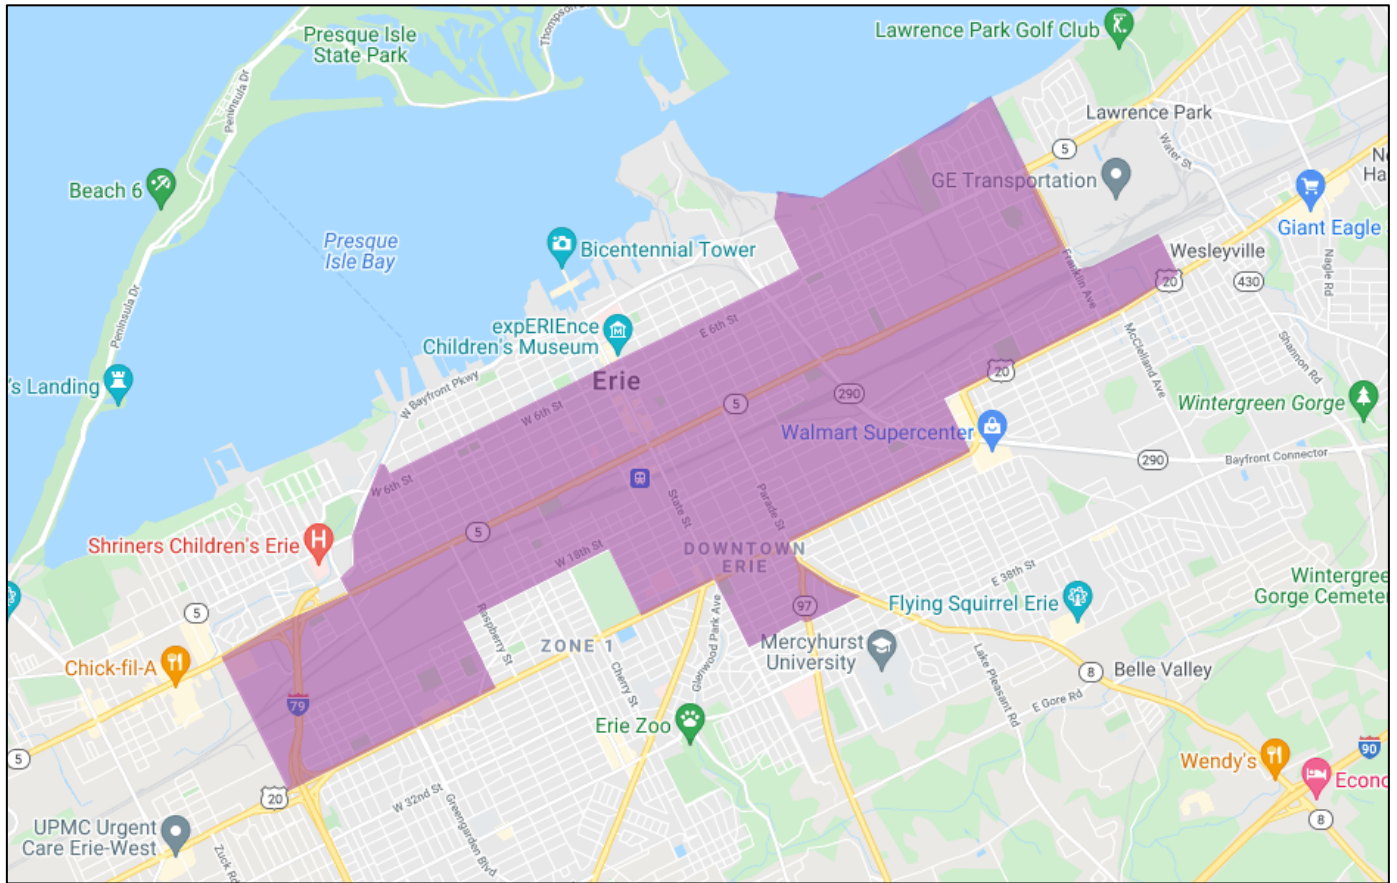 Presque Isle
State Park
Thompson
Lawrence Park Golf Club
Peninsula Dr
Lawrence Park
5
Water St
GE Transportation
Beach 6
Giant Eagle
Presque
Isle Bay
Bicentennial Tower
Wesleyville
Franklin Ave
20
430
Nagle Rd
Peninsula Dr
expERIEnce
Children's Museum
E 6th St
McClelland Ave
Shannon Rd
's Landing
W Bayfront Pkwy
Erie
20
290
5
W 6th St
Wintergreen Gorge
Walmart Supercenter
290
Bayfront Connector
W 6th St
State St
Parade St
5
Shriners Children's Erie
W 18th St
DOWNTOWN
ERIE
E 38th St
Wintergree
Gorge Cemeter
5
97
Flying Squirrel Erie
Raspberry St
ZONE 1
Glenwood Park Ave
Mercyhurst
University
Chick-fil-A
Cherry St
Lake Pleasant Rd
8
Belle Valley
E Gore Rd
79
Erie Zoo
5
90
Wendy's
20
W 32nd St
Greengarden Blvd
Econo
8
UPMC Urgent
Care Erie-West
Zuck Rd